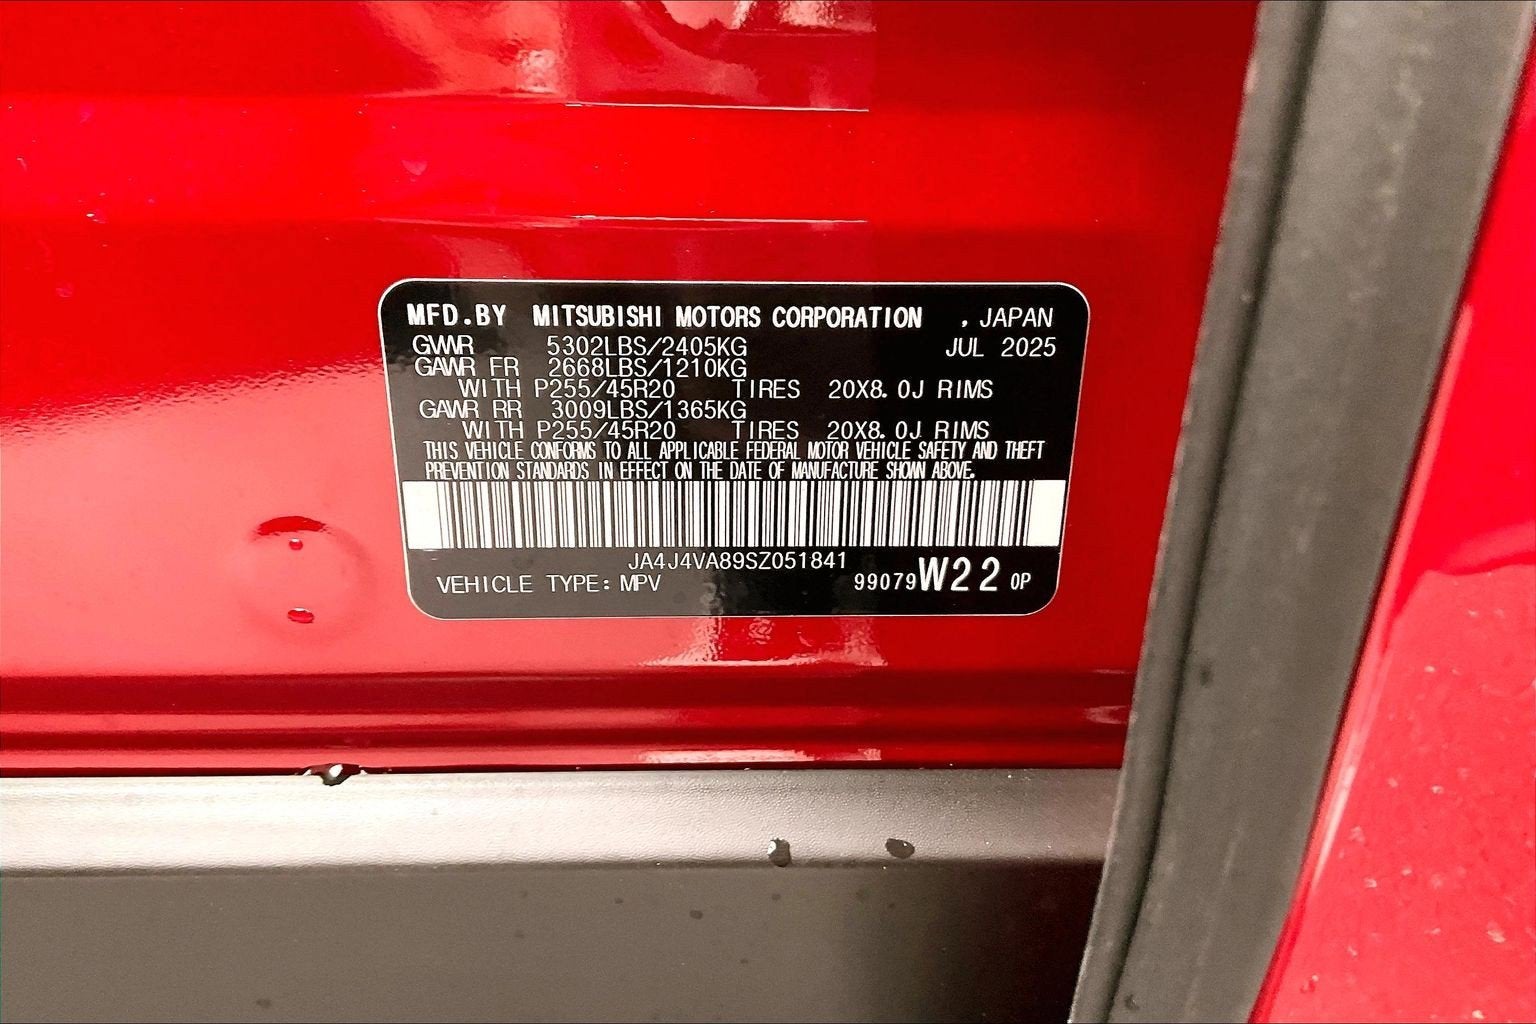 MFD.BY MITSUBISHI MOTORS CORPORATION , JAPAN
GVWR 5302LBS/2405KG JUL 2025
GAWR FR 2668LBS/1210KG
WITH P255/45R20 TIRES 20X8.0J RIMS
GAWR RR 3009LBS/1365KG
WITH P255/45R20 TIRES 20X8.0J RIMS
THIS VEHICLE CONFORMS TO ALL APPLICABLE FEDERAL MOTOR VEHICLE SAFETY AND THEFT
PREVENTION STANDARDS IN EFFECT ON THE DATE OF MANUFACTURE SHOWN ABOVE.
JA4J4VA89SZ051841
VEHICLE TYPE: MPV 99079W22 0P